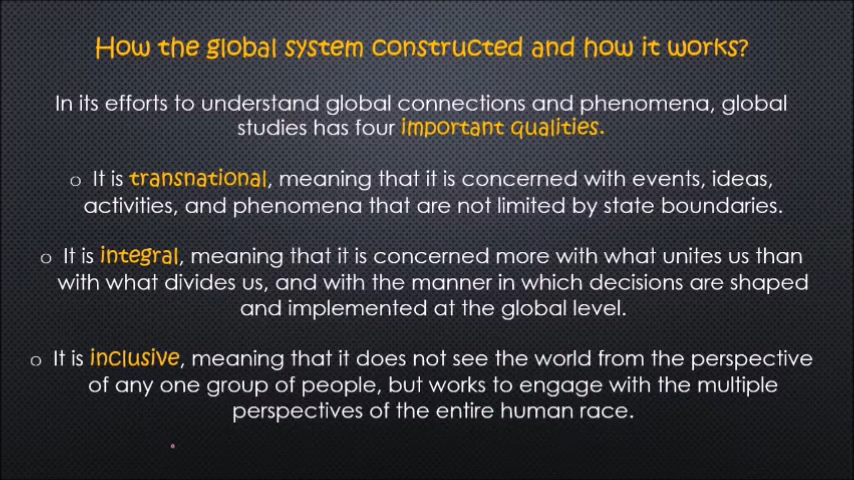 How the global system constructed and how it works?
In its efforts to understand global connections and phenomena, global
studies has four important qualities.
o It is transnational, meaning that it is concerned with events, ideas,
activities, and phenomena that are not limited by state boundaries.
o It is integral, meaning that it is concerned more with what unites us than
with what divides us, and with the manner in which decisions are shaped
and implemented at the global level.
o It is inclusive, meaning that it does not see the world from the perspective
of any one group of people, but works to engage with the multiple
perspectives of the entire human race.